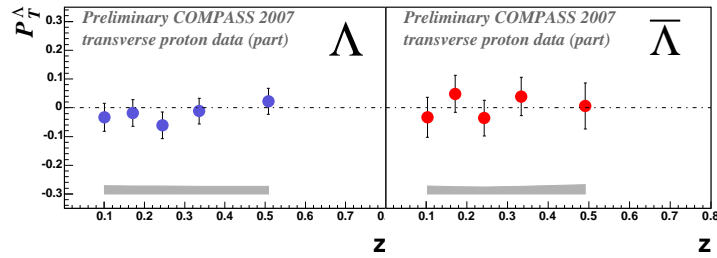 P_T^Λ
Preliminary COMPASS 2007
transverse proton data (part)
Λ
Preliminary COMPASS 2007
transverse proton data (part)
Λ̅
0.3
0.2
0.1
0
-0.1
-0.2
-0.3
0.1 0.2 0.3 0.4 0.5 0.6 0.7 0.
0.1 0.2 0.3 0.4 0.5 0.6 0.7 0.8
z
z